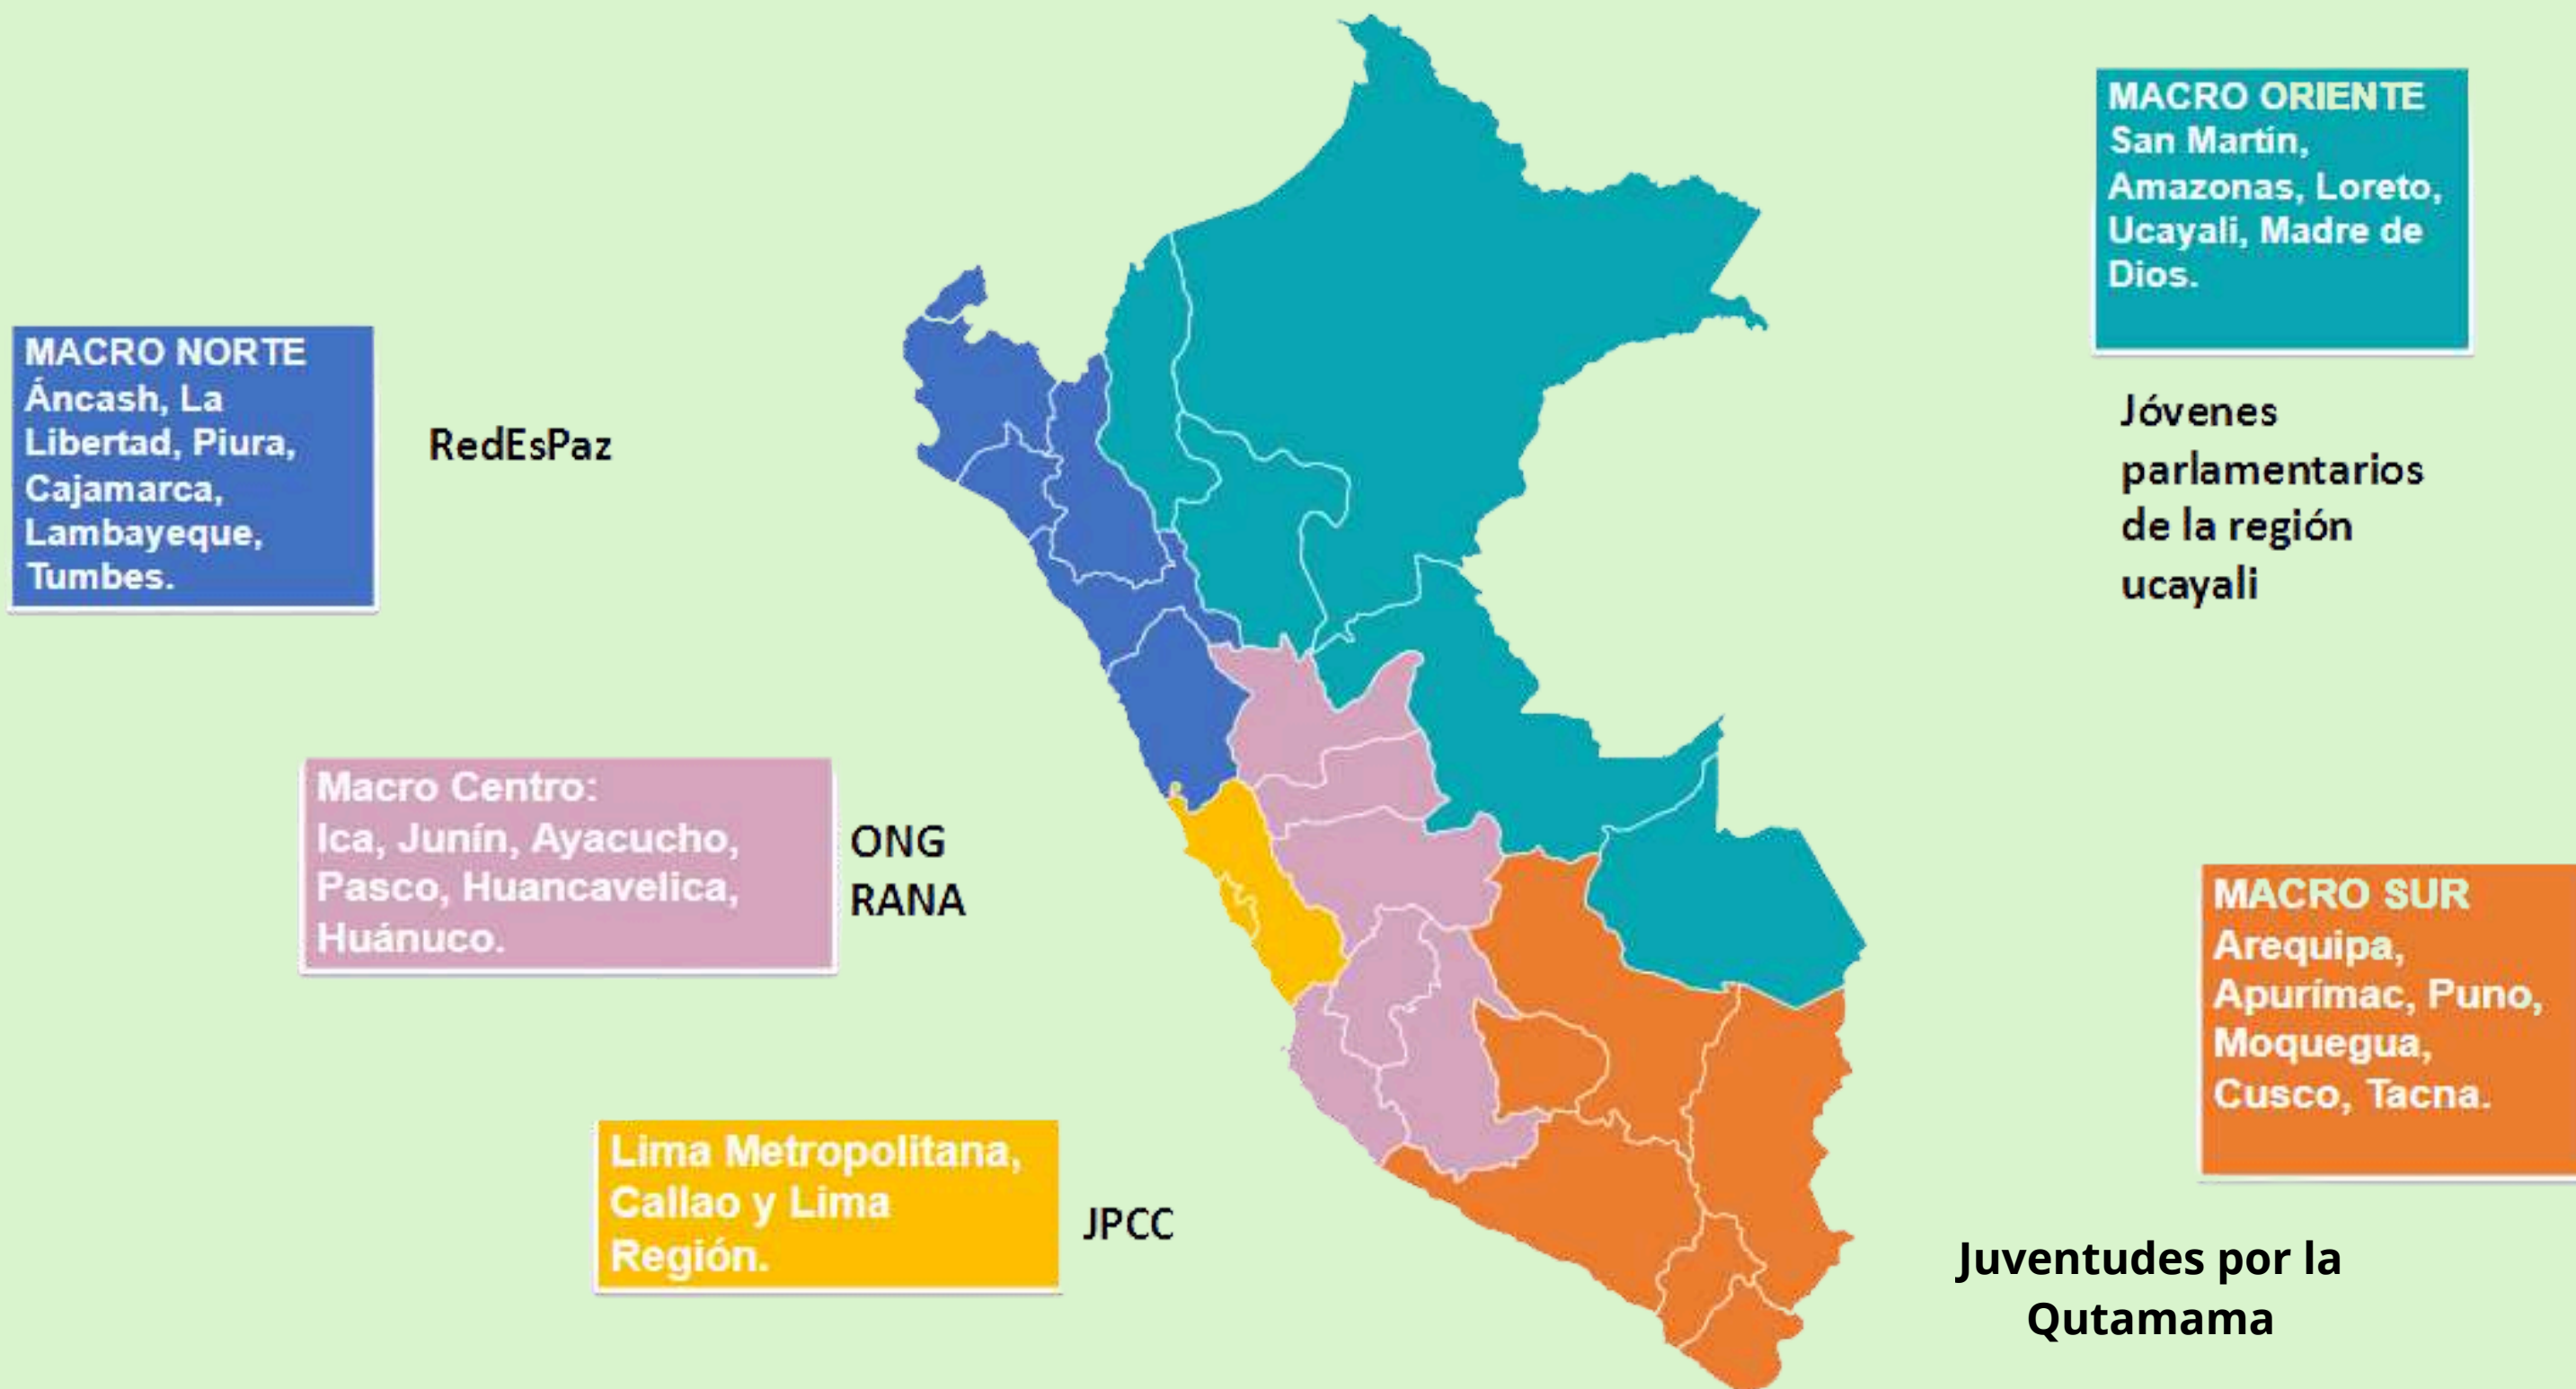 MACRO NORTE
Áncash, La
Libertad, Piura,
Cajamarca,
Lambayeque,
Tumbes.
RedEsPaz
Macro Centro:
Ica, Junín, Ayacucho,
Pasco, Huancavelica,
Huánuco.
ONG
RANA
Lima Metropolitana,
Callao y Lima
Región.
JPCC
MACRO ORIENTE
San Martín,
Amazonas, Loreto,
Ucayali, Madre de
Dios.
Jóvenes
parlamentarios
de la región
ucayali
MACRO SUR
Arequipa,
Apurímac, Puno,
Moquegua,
Cusco, Tacna.
Juventudes por la
Qutamama